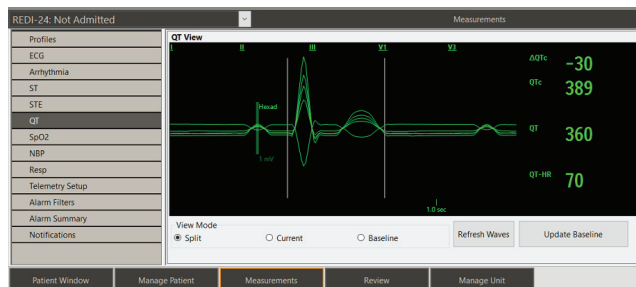 REDI-24: Not Admitted
Measurements
Profiles
ECG
Arrhythmia
ST
STE
QT
SpO2
NBP
Resp
Telemetry Setup
Alarm Filters
Alarm Summary
Notifications
QT View
I II III V1 V3
Hexad
1 mV
1.0 sec
ΔQTc -30
QTc 389
QT 360
QT-HR 70
View Mode
Split Current Baseline
Refresh Waves Update Baseline
Patient Window Manage Patient Measurements Review Manage Unit